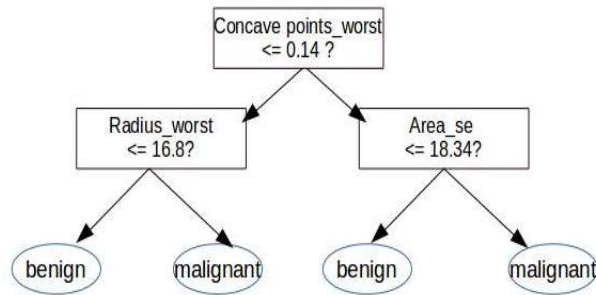 Concave points_worst
<= 0.14 ?
Radius_worst
<= 16.8?
Area_se
<= 18.34?
benign
malignant
benign
malignant